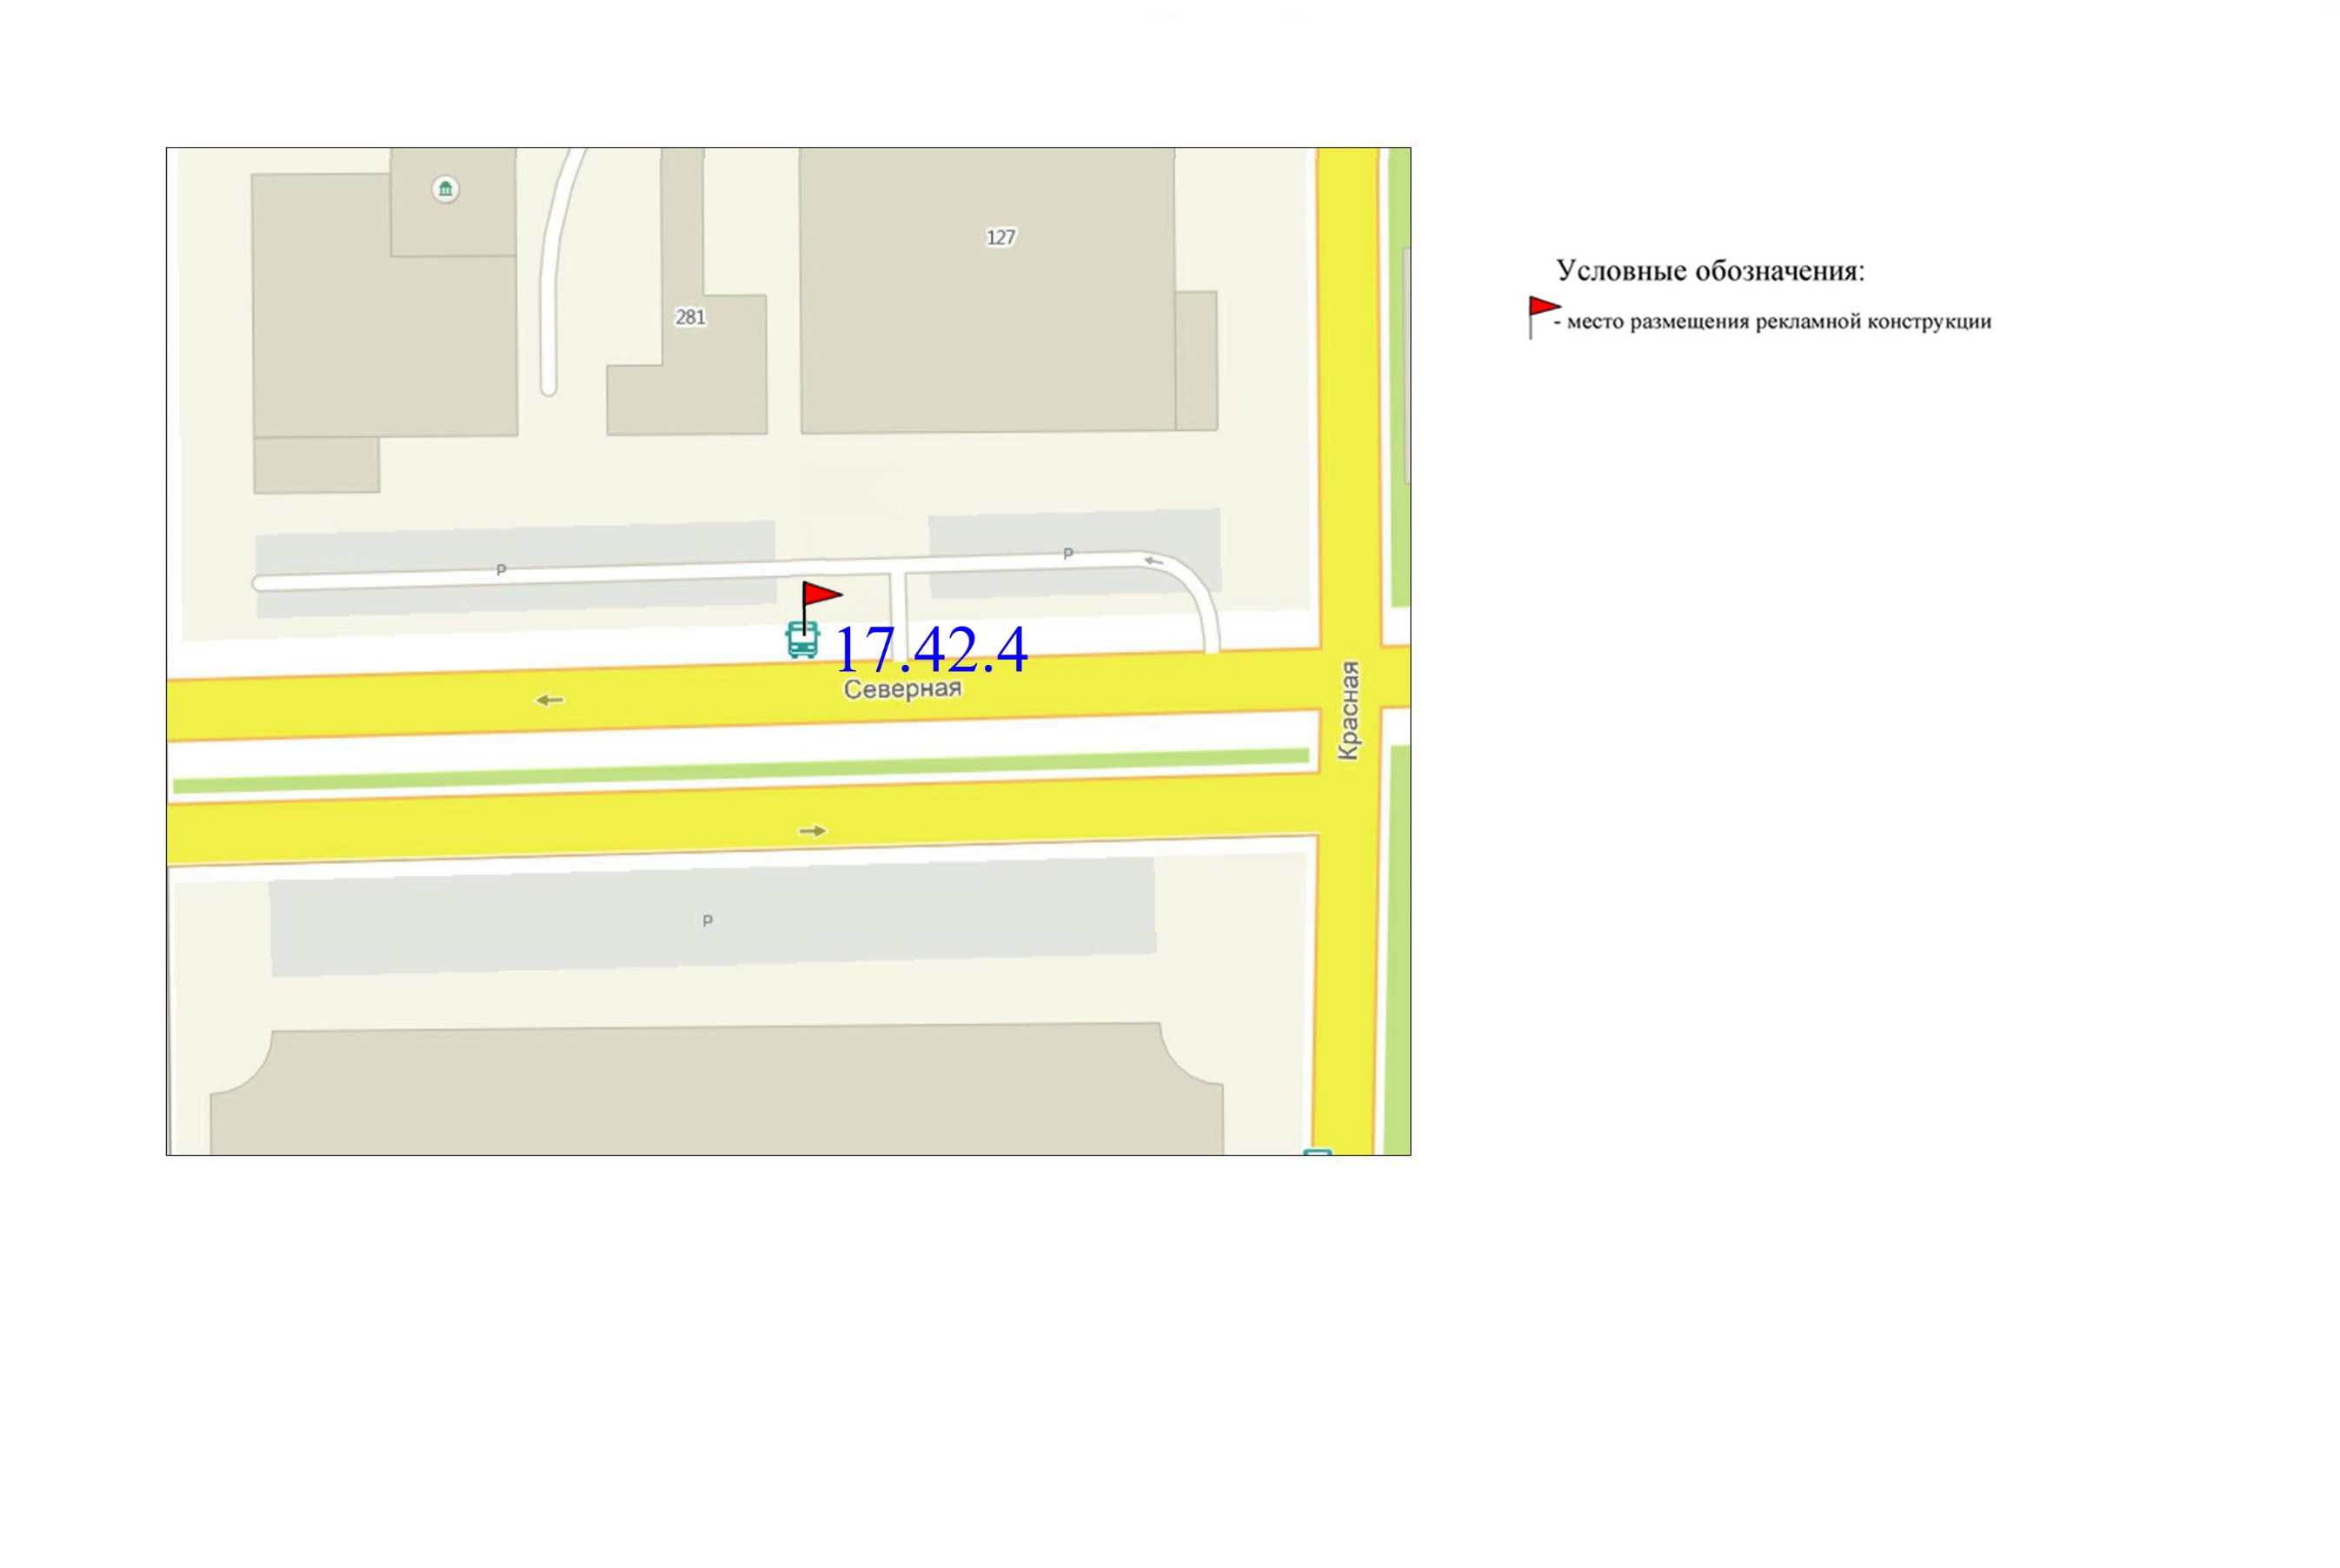 127
281
Условные обозначения:
- место размещения рекламной конструкции
P
P
17.42.4
Северная
Красная
P